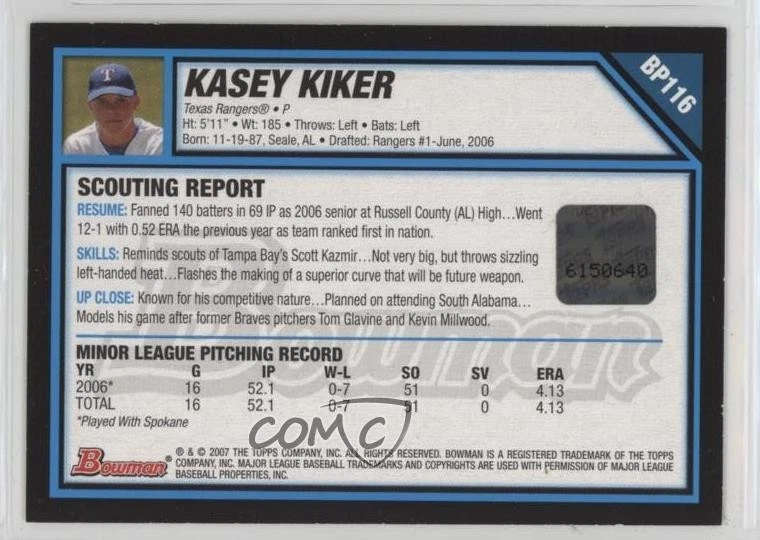 KASEY KIKER
BP116
T
Texas Rangers® • P
Ht: 5'11" • Wt: 185 • Throws: Left • Bats: Left
Born: 11-19-87, Seale, AL • Drafted: Rangers #1-June, 2006
SCOUTING REPORT
RESUME: Fanned 140 batters in 69 IP as 2006 senior at Russell County (AL) High...Went
12-1 with 0.52 ERA the previous year as team ranked first in nation.
SKILLS: Reminds scouts of Tampa Bay's Scott Kazmir...Not very big, but throws sizzling
left-handed heat...Flashes the making of a superior curve that will be future weapon.
UP CLOSE: Known for his competitive nature...Planned on attending South Alabama...
Models his game after former Braves pitchers Tom Glavine and Kevin Millwood.
6150640
Bowman
MINOR LEAGUE PITCHING RECORD
YR G IP W-L SO SV ERA
2006* 16 52.1 0-7 51 0 4.13
TOTAL 16 52.1 0-7 51 0 4.13
*Played With Spokane
COMC
Bowman®
® & © 2007 THE TOPPS COMPANY, INC. ALL RIGHTS RESERVED. BOWMAN IS A REGISTERED TRADEMARK OF THE TOPPS
COMPANY, INC. MAJOR LEAGUE BASEBALL TRADEMARKS AND COPYRIGHTS ARE USED WITH PERMISSION OF MAJOR LEAGUE
BASEBALL PROPERTIES, INC.